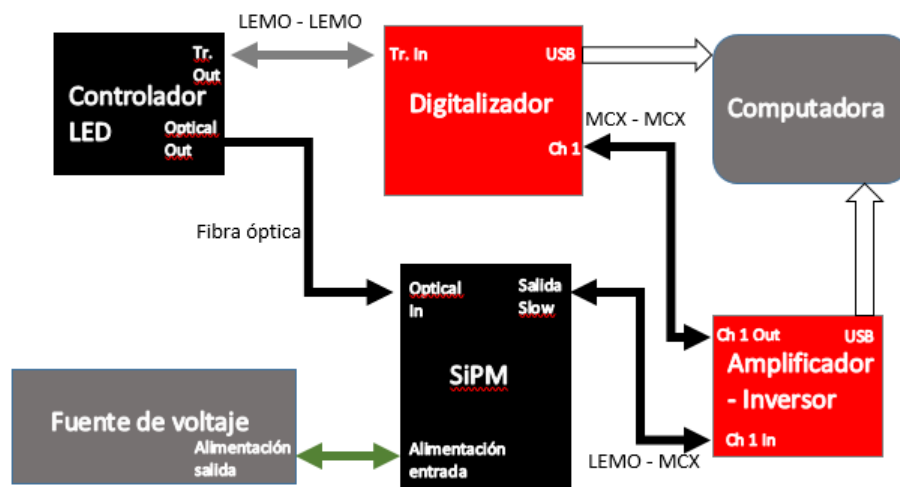 LEMO - LEMO
Tr.
Out
Controlador
LED
Optical
Out
Tr. In
USB
Digitalizador
Ch 1
MCX - MCX
Computadora
Fibra óptica
Optical
In
Salida
Slow
SiPM
Alimentación
entrada
Ch 1 Out
USB
Amplificador
- Inversor
Ch 1 In
LEMO - MCX
Fuente de voltaje
Alimentación
salida